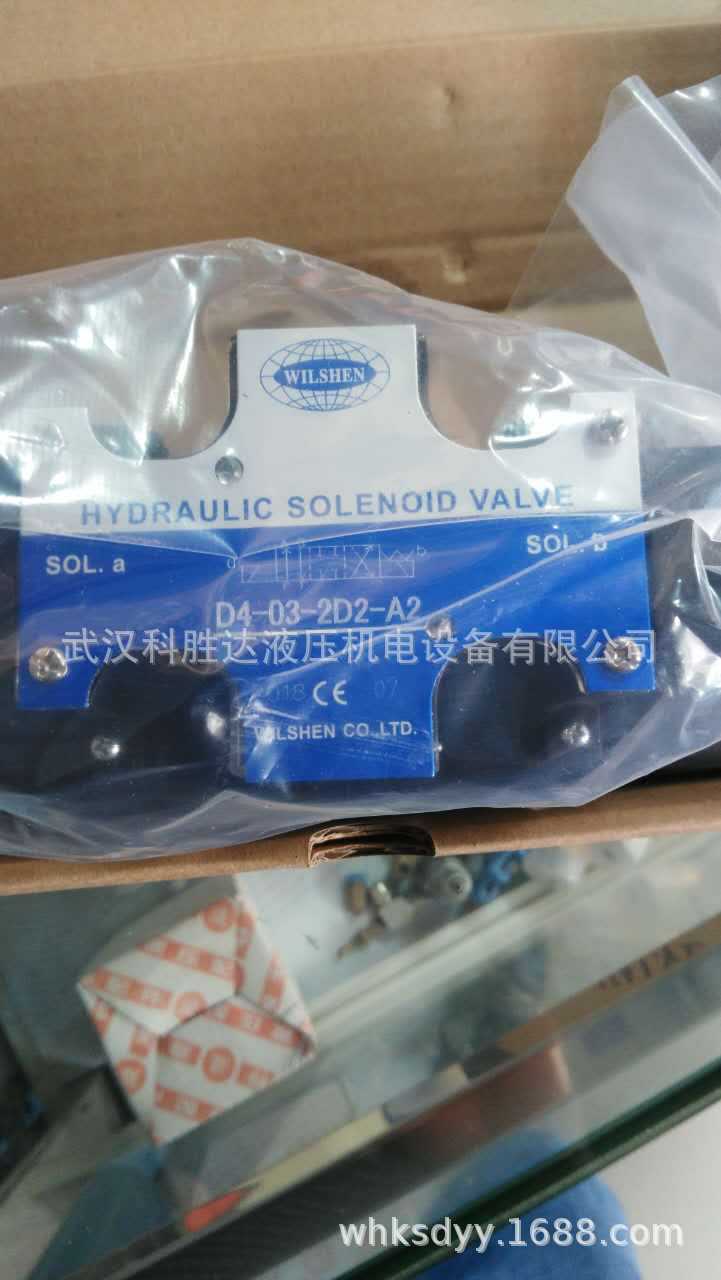 WILSHEN
HYDRAULIC SOLENOID VALVE
SOL. a
a
b
SOL. b
D4-03-2D2-A2
武汉科胜达液压机电设备有限公司
2018 CE 07
WILSHEN CO.,LTD.
whksdyy.1688.com